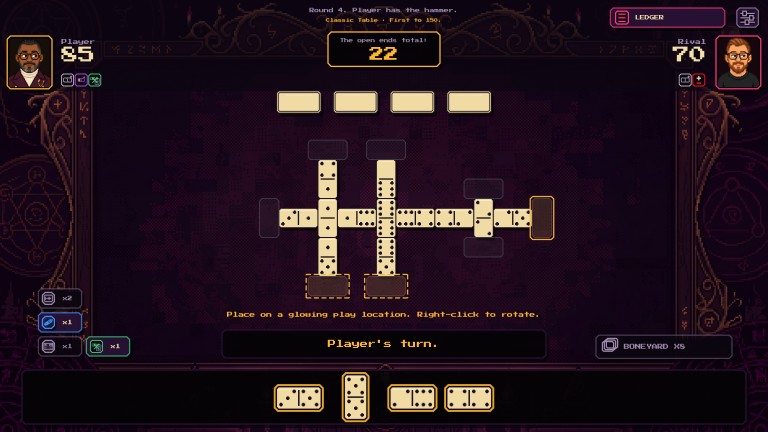 Round 4. Player has the hammer.
Classic Table · First to 150.
LEDGER
Player
85
The open ends total!
22
Rival
70
Place on a glowing play location. Right-click to rotate.
x2
x1
x1
x1
Player's turn.
BONEYARD X5